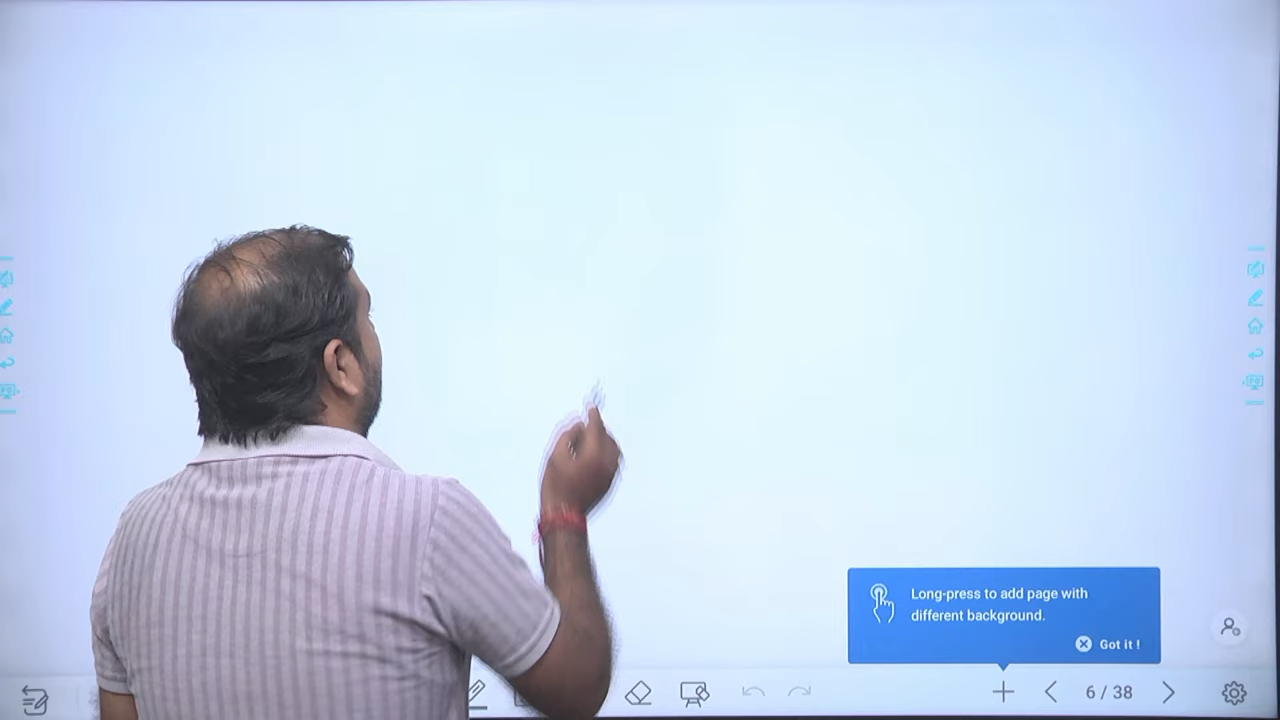 Long-press to add page with
different background.
Got it !
6 / 38